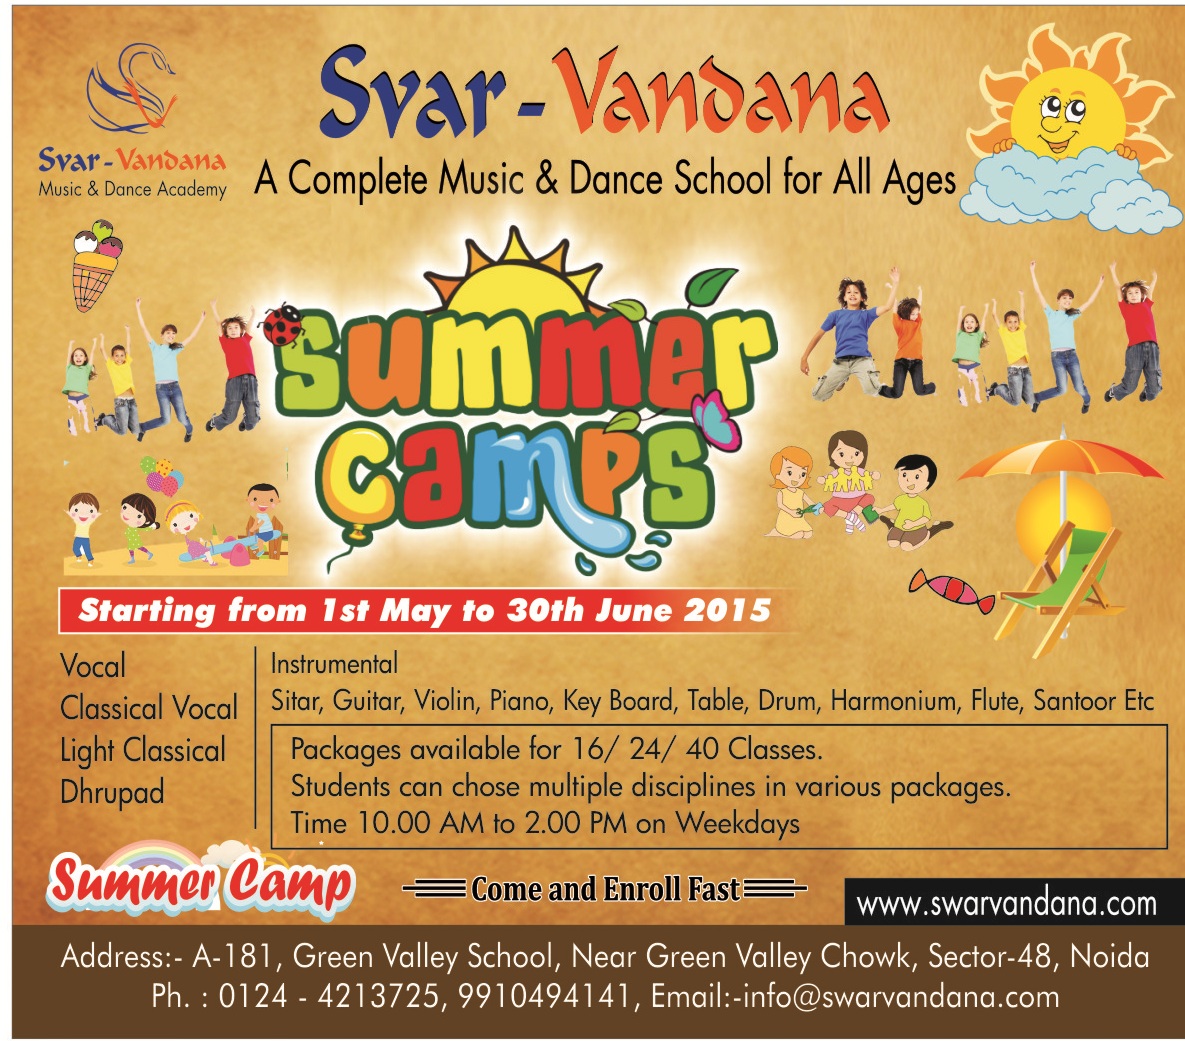 Svar-Vandana
Music & Dance Academy
Svar-Vandana
A Complete Music & Dance School for All Ages
Summer
Camps
Starting from 1st May to 30th June 2015
Vocal
Classical Vocal
Light Classical
Dhrupad
Instrumental
Sitar, Guitar, Violin, Piano, Key Board, Table, Drum, Harmonium, Flute, Santoor Etc
Packages available for 16/ 24/ 40 Classes.
Students can chose multiple disciplines in various packages.
Time 10.00 AM to 2.00 PM on Weekdays
Summer Camp
Come and Enroll Fast
www.swarvandana.com
Address:- A-181, Green Valley School, Near Green Valley Chowk, Sector-48, Noida
Ph. : 0124 - 4213725, 9910494141, Email:-info@swarvandana.com